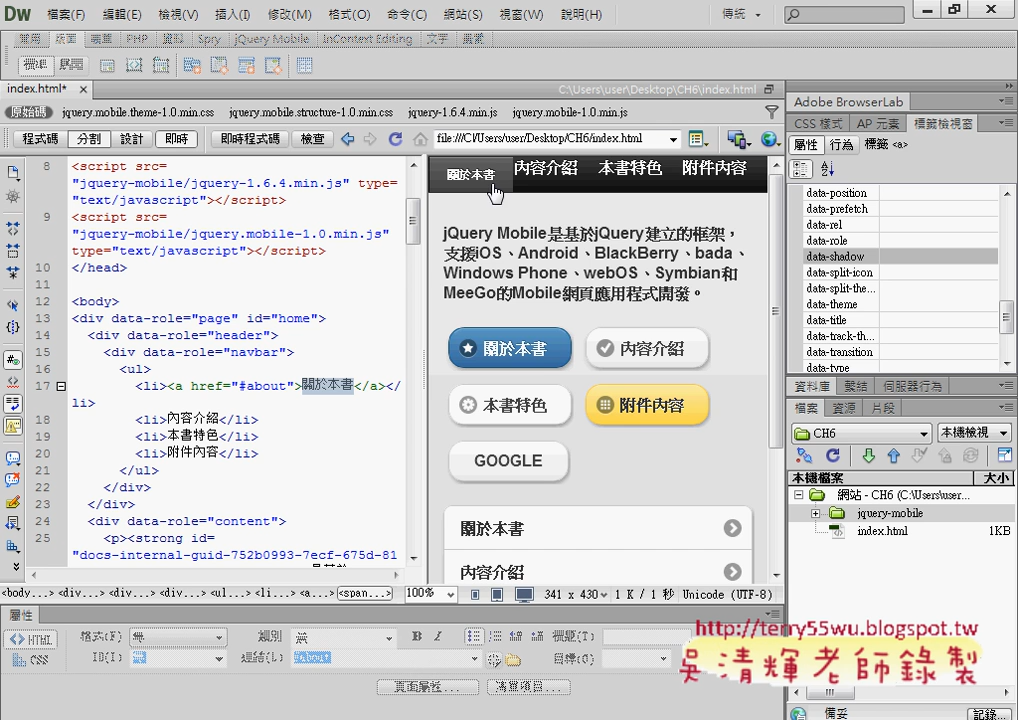 Dw 檔案(F) 編輯(E) 檢視(V) 插入(I) 修改(M) 格式(O) 命令(C) 網站(S) 視窗(W) 說明(H) 傳統
常用 版面 表單 PHP 資料 Spry jQuery Mobile InContext Editing 文字 最愛
標準 展開
index.html* × C:\Users\user\Desktop\CH6\index.html
原始碼 jquery.mobile.theme-1.0.min.css jquery.mobile.structure-1.0.min.css jquery-1.6.4.min.js jquery.mobile-1.0.min.js
程式碼 分割 設計 即時 即時程式碼 檢查 file:///C|/Users/user/Desktop/CH6/index.html
8 <script src=
"jquery-mobile/jquery-1.6.4.min.js" type=
"text/javascript"></script>
9 <script src=
"jquery-mobile/jquery.mobile-1.0.min.js"
type="text/javascript"></script>
10 </head>
11
12 <body>
13 <div data-role="page" id="home">
14 <div data-role="header">
15 <div data-role="navbar">
16 <ul>
17 <li><a href="#about">關於本書</a></
li>
18 <li>內容介紹</li>
19 <li>本書特色</li>
20 <li>附件內容</li>
21 </ul>
22 </div>
23 </div>
24 <div data-role="content">
25 <p><strong id=
"docs-internal-guid-752b0993-7ecf-675d-81
關於本書 內容介紹 本書特色 附件內容
jQuery Mobile是基於jQuery建立的框架，
支援iOS、Android、BlackBerry、bada、
Windows Phone、webOS、Symbian和
MeeGo的Mobile網頁應用程式開發。
關於本書 內容介紹
本書特色 附件內容
GOOGLE
關於本書
內容介紹
<body...> <div...> <div...> <div...> <ul...> <li...> <a...> <span...> 100% 341 x 430 1 K / 1 秒 Unicode (UTF-8)
屬性
HTML 格式(F) 無 類別 無 B I 標題(T)
CSS ID(I) 無 連結(L) #about 目標(G)
頁面屬性... 清單項目...
Adobe BrowserLab
CSS 樣式 AP 元素 標籤檢視窗
屬性 行為 標籤 <a>
data-position
data-prefetch
data-rel
data-role
data-shadow
data-split-icon
data-split-the...
data-theme
data-title
data-track-th...
data-transition
data-type
資料庫 繫結 伺服器行為
檔案 資源 片段
CH6 本機檢視
本機檔案 大小
網站 - CH6 (C:\Users\user...
jquery-mobile
index.html 1KB
http://terry55wu.blogspot.tw
吳清輝老師錄製
備妥 記錄...